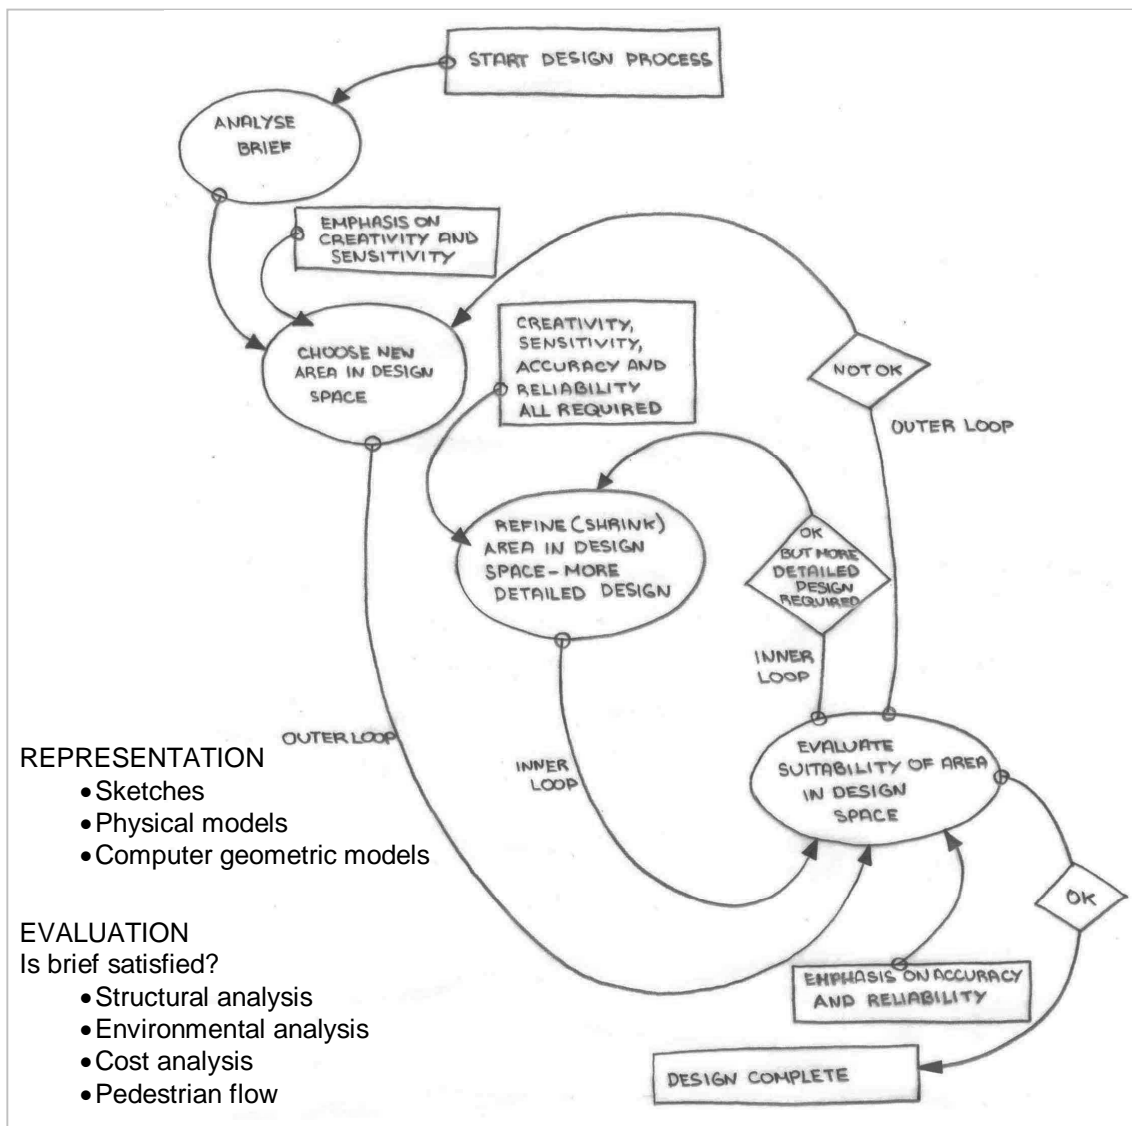 START DESIGN PROCESS
ANALYSE
BRIEF
EMPHASIS ON
CREATIVITY AND
SENSITIVITY
CHOOSE NEW
AREA IN DESIGN
SPACE
CREATIVITY,
SENSITIVITY,
ACCURACY AND
RELIABILITY
ALL REQUIRED
NOT OK
OUTER LOOP
REFINE (SHRINK)
AREA IN DESIGN
SPACE - MORE
DETAILED DESIGN
OK
BUT MORE
DETAILED
DESIGN
REQUIRED
INNER
LOOP
OUTER LOOP
INNER
LOOP
EVALUATE
SUITABILITY OF AREA
IN DESIGN
SPACE
OK
EMPHASIS ON ACCURACY
AND RELIABILITY
DESIGN COMPLETE
REPRESENTATION
• Sketches
• Physical models
• Computer geometric models
EVALUATION
Is brief satisfied?
• Structural analysis
• Environmental analysis
• Cost analysis
• Pedestrian flow